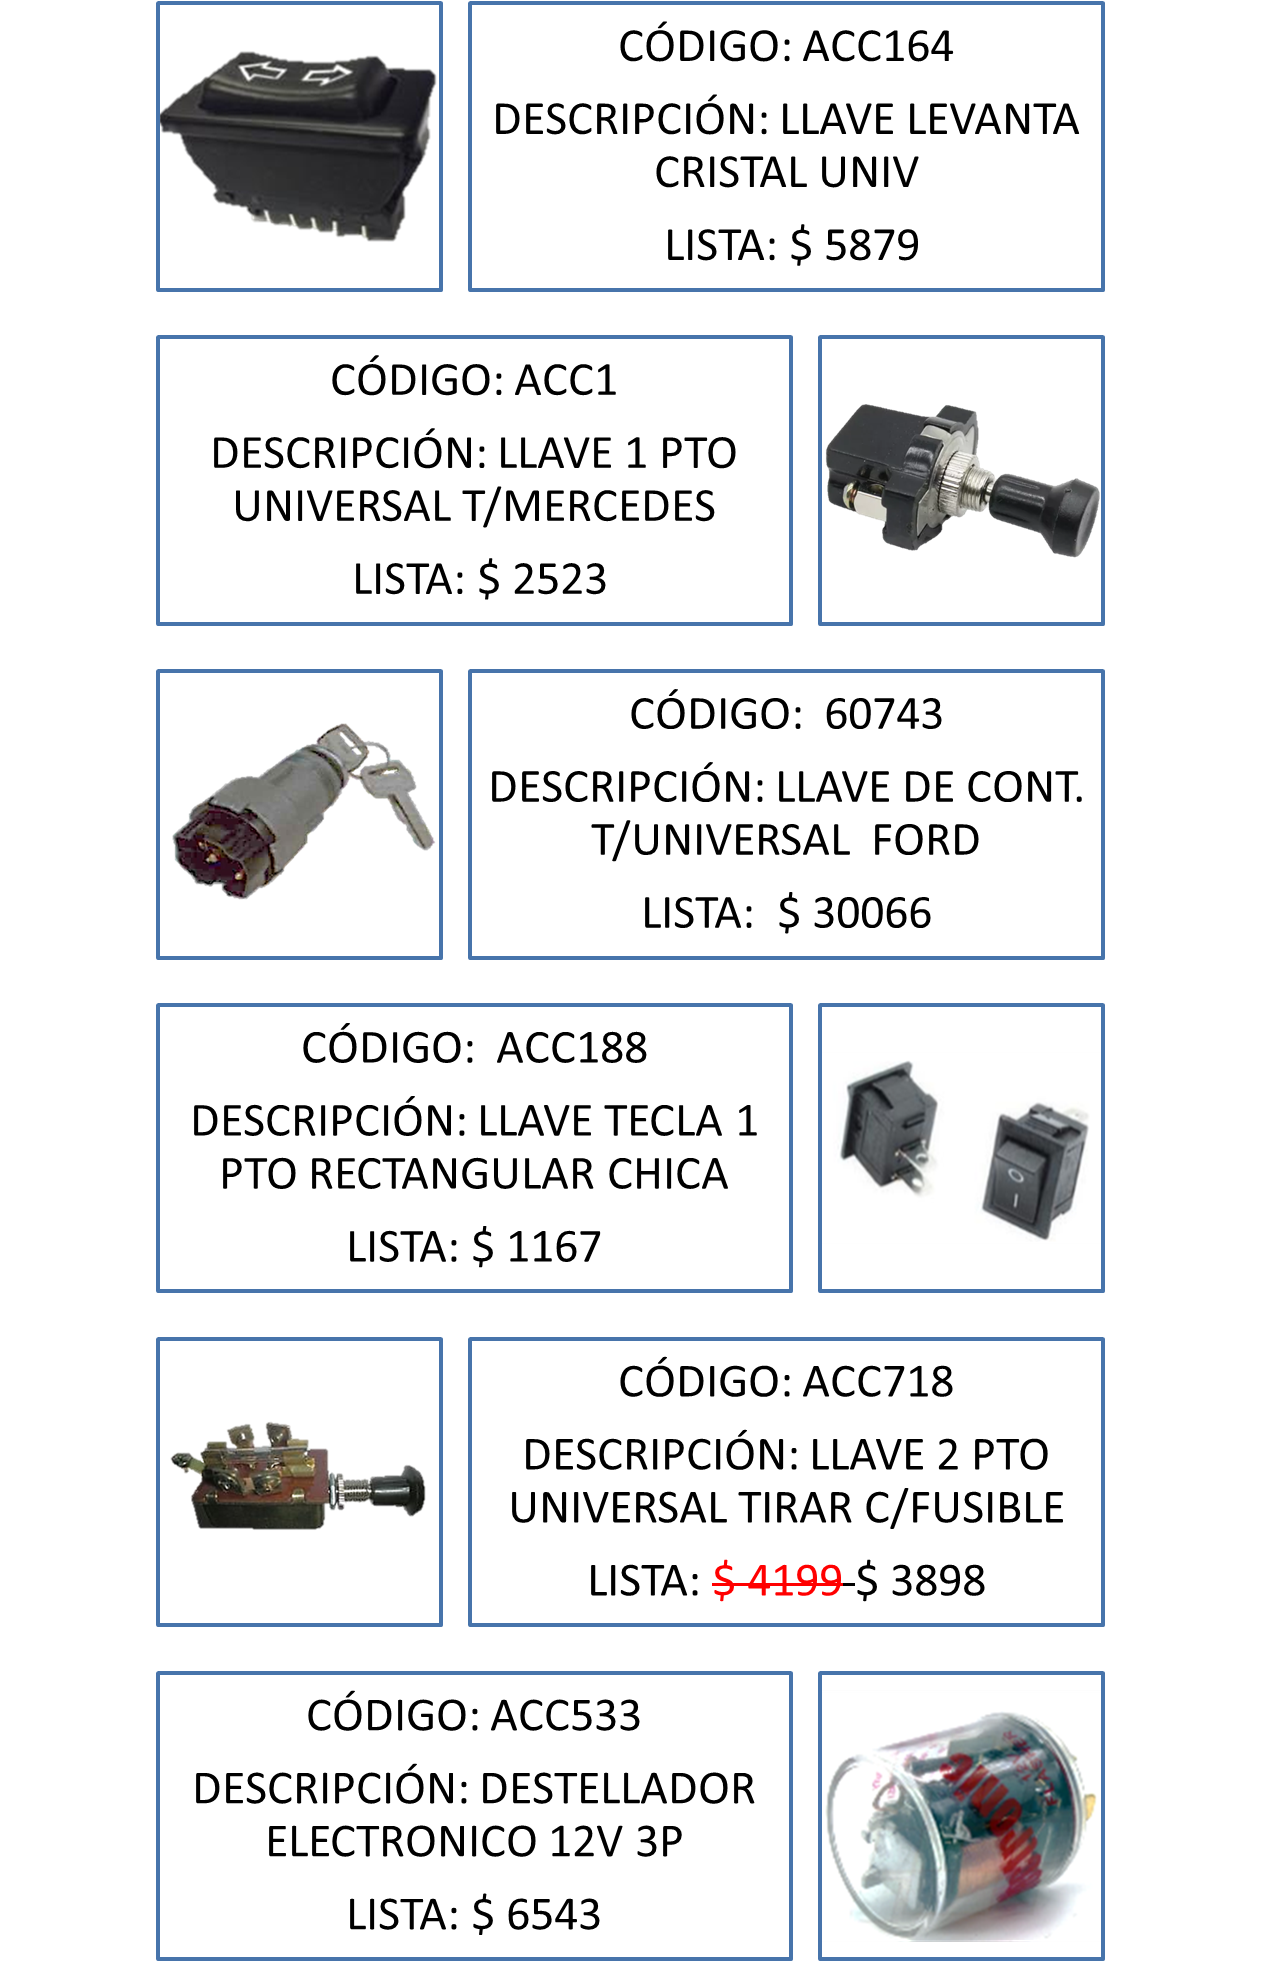 CÓDIGO: ACC164
DESCRIPCIÓN: LLAVE LEVANTA
CRISTAL UNIV
LISTA: $ 5879
CÓDIGO: ACC1
DESCRIPCIÓN: LLAVE 1 PTO
UNIVERSAL T/MERCEDES
LISTA: $ 2523
CÓDIGO: 60743
DESCRIPCIÓN: LLAVE DE CONT.
T/UNIVERSAL FORD
LISTA: $ 30066
CÓDIGO: ACC188
DESCRIPCIÓN: LLAVE TECLA 1
PTO RECTANGULAR CHICA
LISTA: $ 1167
CÓDIGO: ACC718
DESCRIPCIÓN: LLAVE 2 PTO
UNIVERSAL TIRAR C/FUSIBLE
LISTA: $ 4199 $ 3898
CÓDIGO: ACC533
DESCRIPCIÓN: DESTELLADOR
ELECTRONICO 12V 3P
LISTA: $ 6543